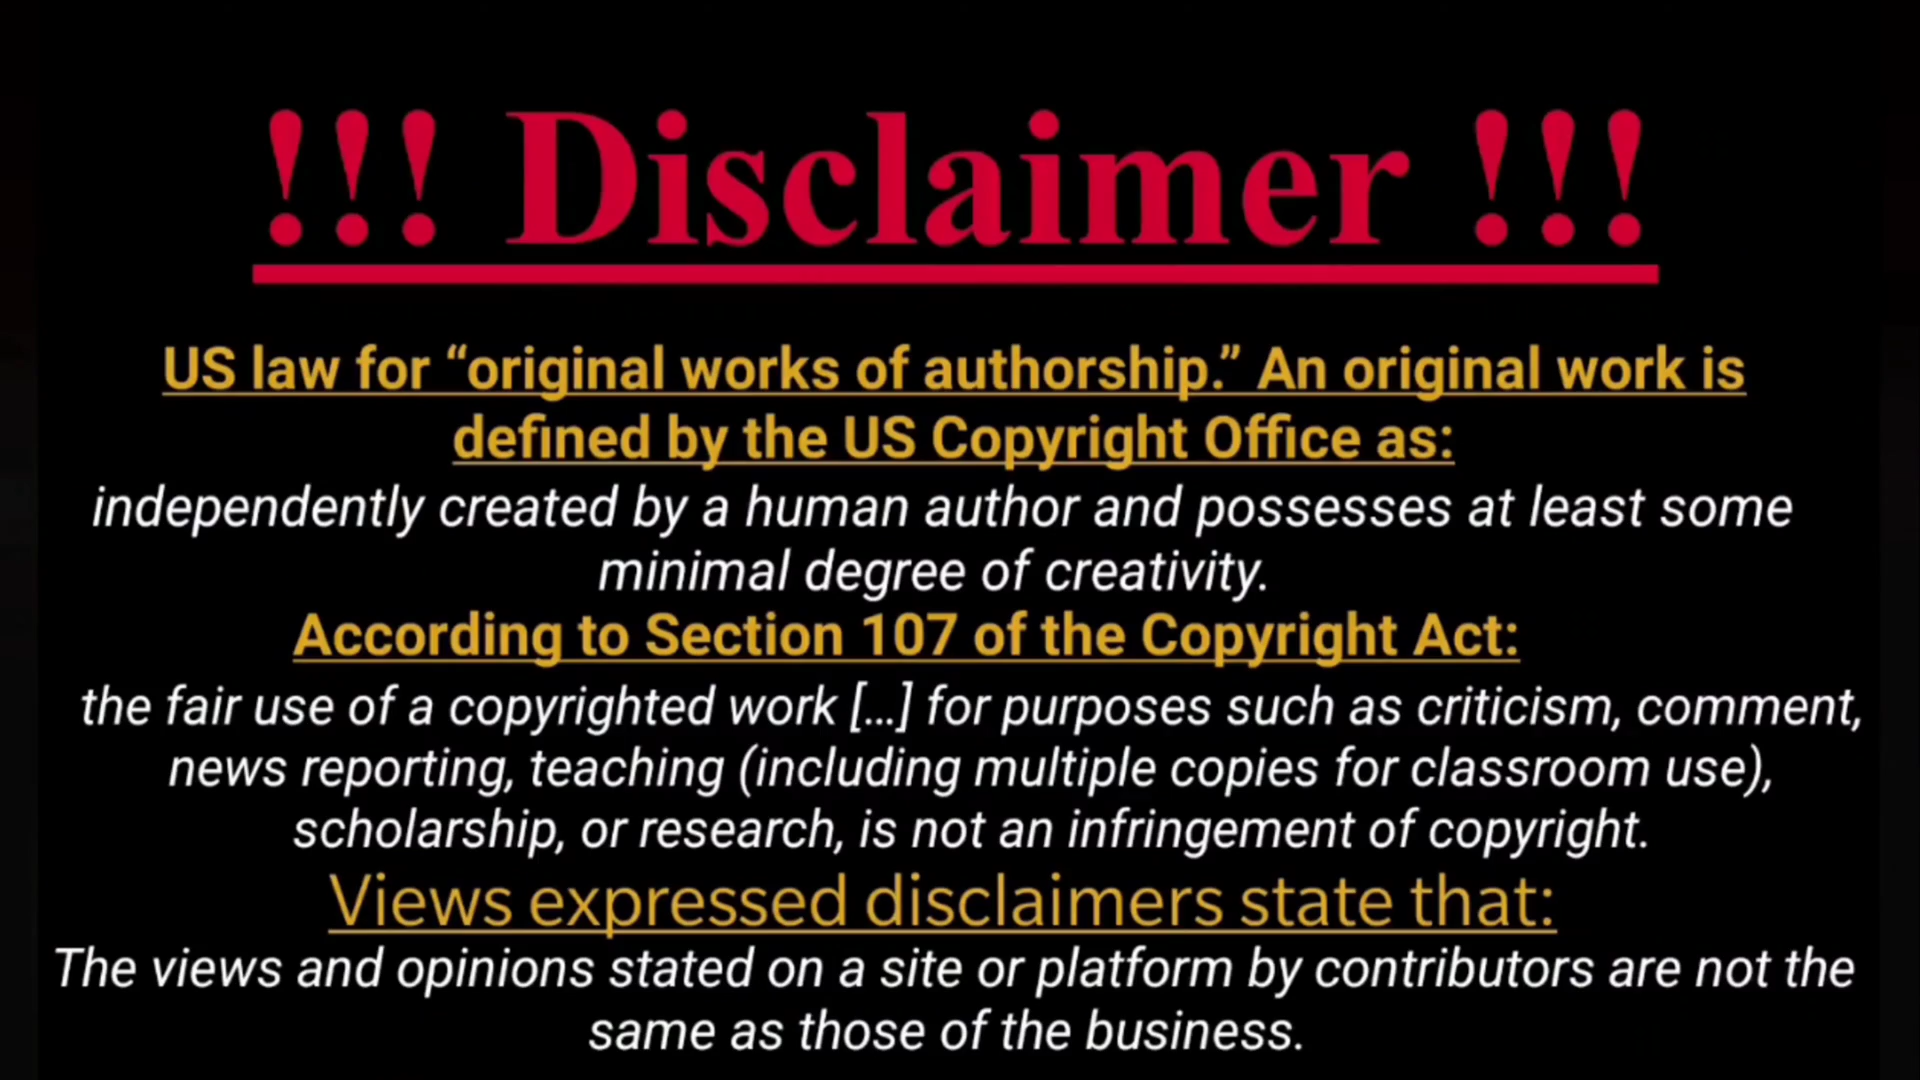 !!! Disclaimer !!!
US law for “original works of authorship.” An original work is
defined by the US Copyright Office as:
independently created by a human author and possesses at least some
minimal degree of creativity.
According to Section 107 of the Copyright Act:
the fair use of a copyrighted work [...] for purposes such as criticism, comment,
news reporting, teaching (including multiple copies for classroom use),
scholarship, or research, is not an infringement of copyright.
Views expressed disclaimers state that:
The views and opinions stated on a site or platform by contributors are not the
same as those of the business.